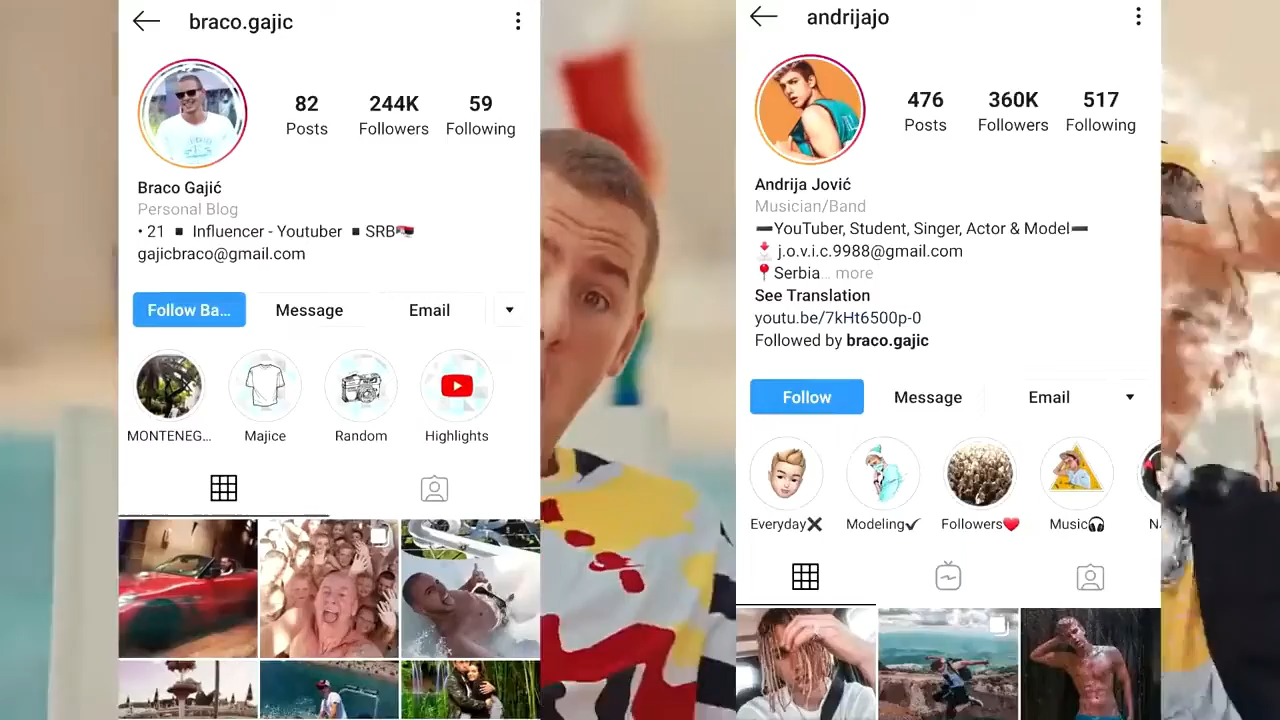 braco.gajic
82
244K
59
Posts
Followers
Following
Braco Gajić
Personal Blog
• 21 ▪ Influencer - Youtuber ▪SRB🇷🇸
gajicbraco@gmail.com
Follow Ba...
Message
Email
MONTENEG...
Majice
Random
Highlights
andrijajo
476
360K
517
Posts
Followers
Following
Andrija Jović
Musician/Band
➖YouTuber, Student, Singer, Actor & Model➖
📩 j.o.v.i.c.9988@gmail.com
📍Serbia... more
See Translation
youtu.be/7kHt6500p-0
Followed by braco.gajic
Follow
Message
Email
Everyday✖
Modeling✔
Followers❤️
Music🎧